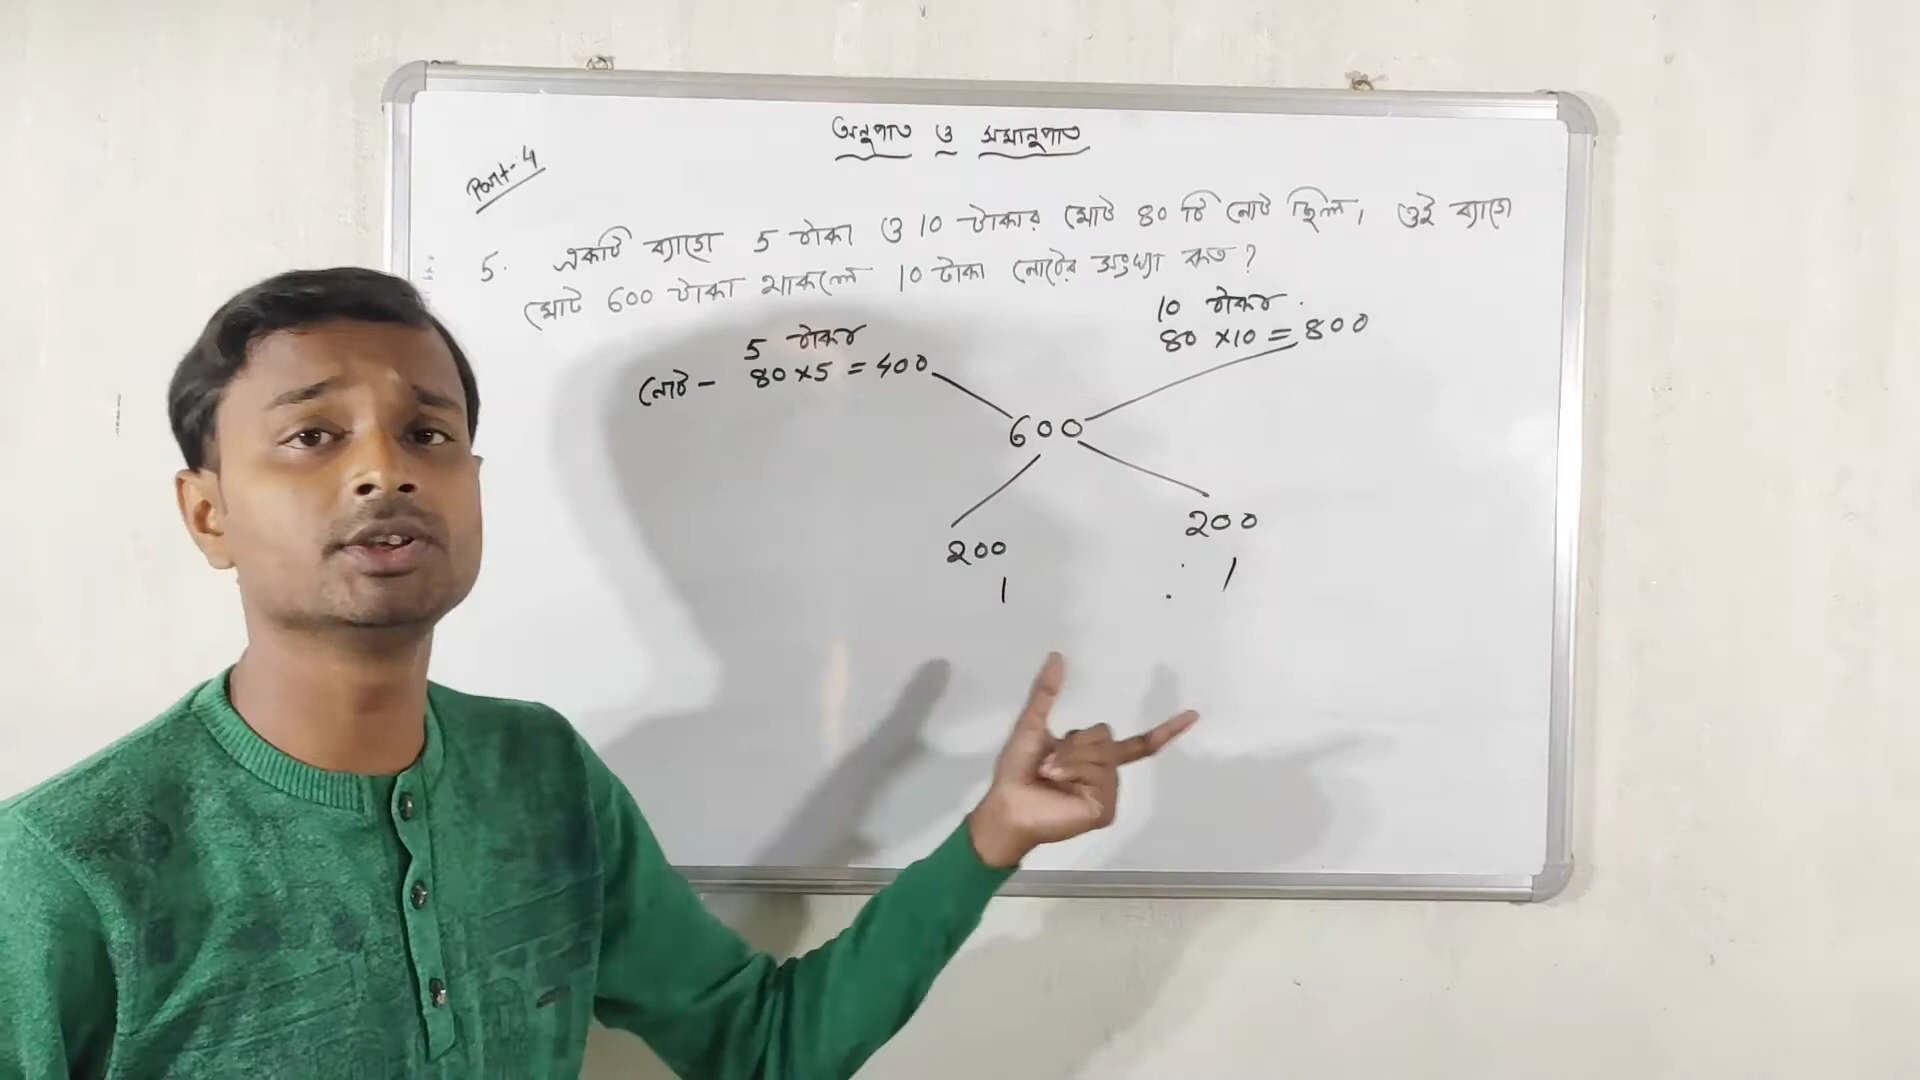 অনুপাত ও সমানুপাত
Part-4
5. একটি ব্যাগে 5 টাকা ও 10 টাকার মোট 80 টি নোট ছিল, ওই ব্যাগে
মোট 600 টাকা থাকলে 10 টাকা নোটের সংখ্যা কত?
5 টাকার
10 টাকার
নোট - 80 × 5 = 400
80 × 10 = 800
600
200
200
1 : 1